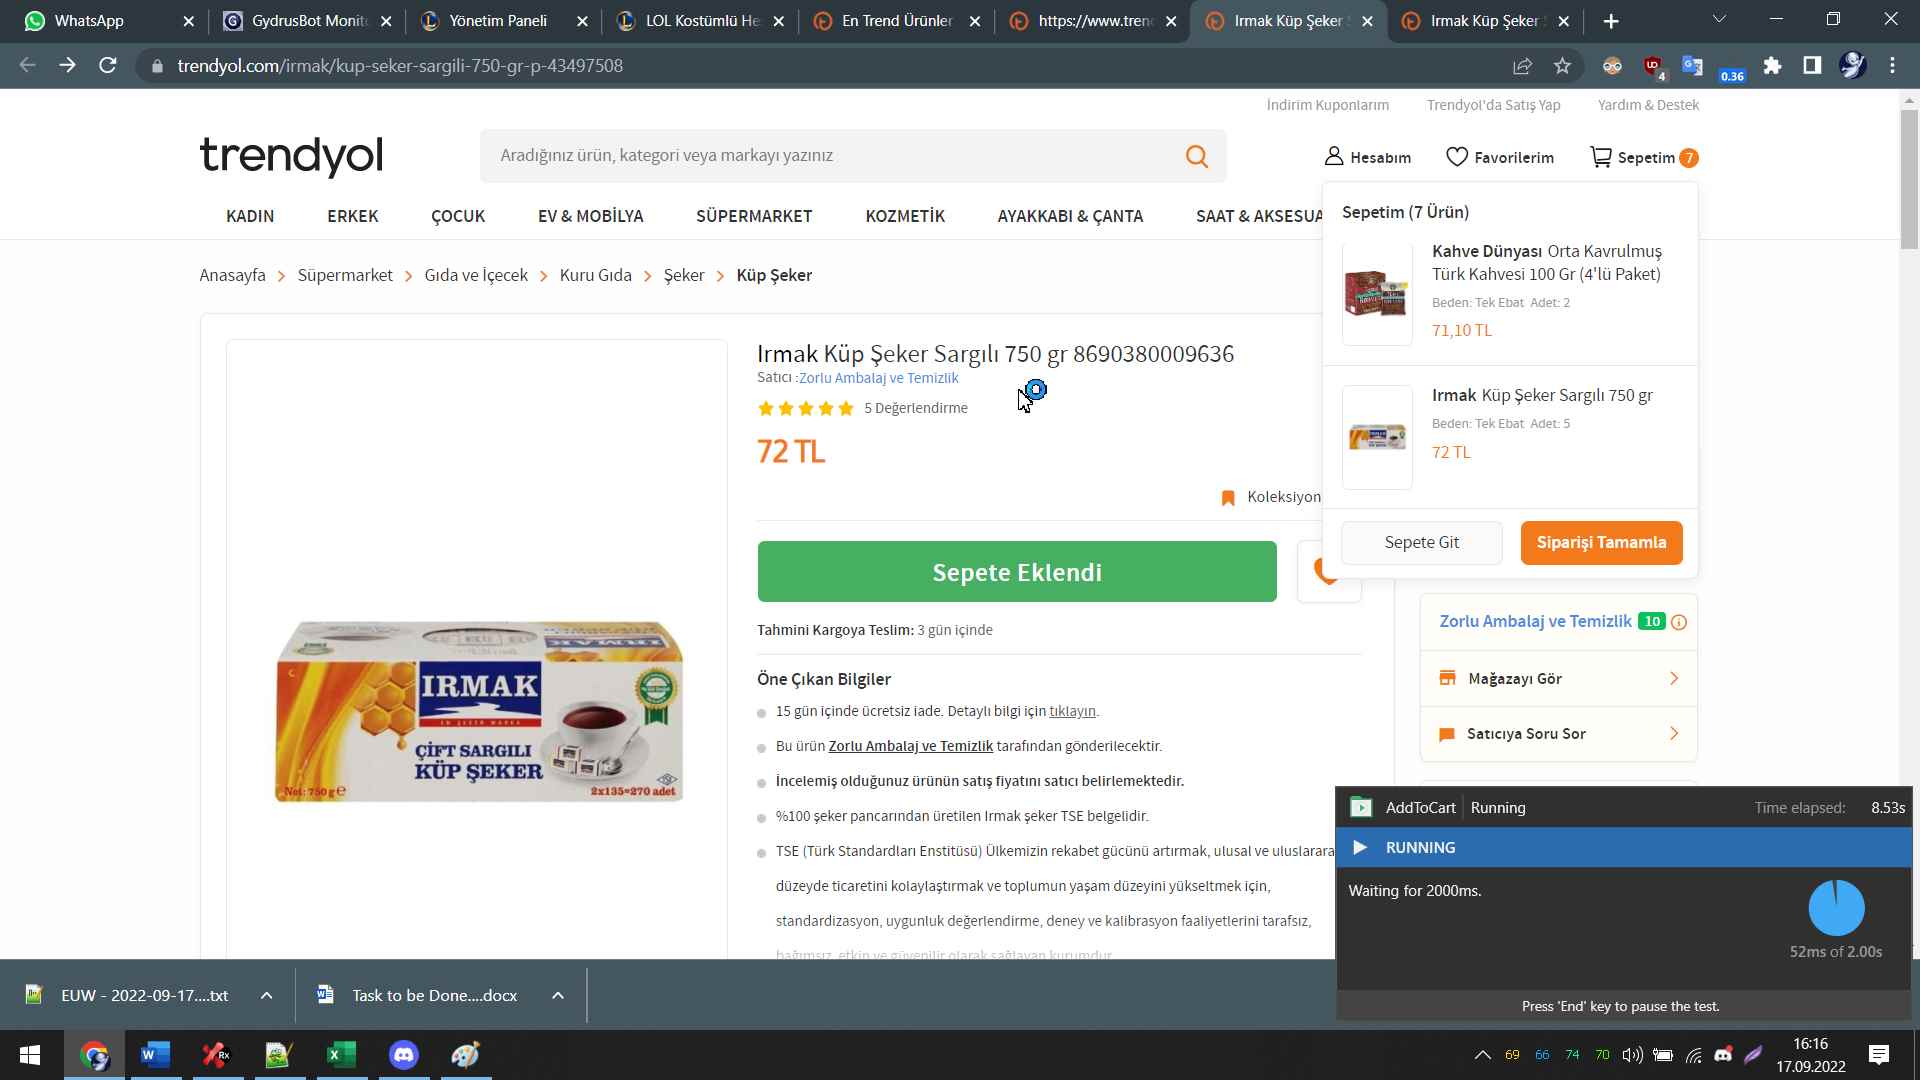 WhatsApp
GydrusBot Monit
Yönetim Paneli
LOL Kostümlü He
En Trend Ürünler
https://www.tren
Irmak Küp Şeker
Irmak Küp Şeker
trendyol.com/irmak/kup-seker-sargili-750-gr-p-43497508
4
0.36
İndirim Kuponlarım
Trendyol'da Satış Yap
Yardım & Destek
trendyol
Aradığınız ürün, kategori veya markayı yazınız
Hesabım
Favorilerim
Sepetim 7
KADIN
ERKEK
ÇOCUK
EV & MOBİLYA
SÜPERMARKET
KOZMETİK
AYAKKABI & ÇANTA
SAAT & AKSESUA
Sepetim (7 Ürün)
Kahve Dünyası Orta Kavrulmuş
Türk Kahvesi 100 Gr (4'lü Paket)
Beden: Tek Ebat Adet: 2
71,10 TL
Irmak Küp Şeker Sargılı 750 gr
Beden: Tek Ebat Adet: 5
72 TL
Sepete Git
Siparişi Tamamla
Anasayfa
Süpermarket
Gıda ve İçecek
Kuru Gıda
Şeker
Küp Şeker
Irmak Küp Şeker Sargılı 750 gr 8690380009636
Satıcı :Zorlu Ambalaj ve Temizlik
5 Değerlendirme
72 TL
Koleksiyon
Sepete Eklendi
Tahmini Kargoya Teslim: 3 gün içinde
Öne Çıkan Bilgiler
15 gün içinde ücretsiz iade. Detaylı bilgi için tıklayın.
Bu ürün Zorlu Ambalaj ve Temizlik tarafından gönderilecektir.
İncelemiş olduğunuz ürünün satış fiyatını satıcı belirlemektedir.
%100 şeker pancarından üretilen Irmak şeker TSE belgelidir.
TSE (Türk Standardları Enstitüsü) Ülkemizin rekabet gücünü artırmak, ulusal ve uluslarara
düzeyde ticaretini kolaylaştırmak ve toplumun yaşam düzeyini yükseltmek için,
standardizasyon, uygunluk değerlendirme, deney ve kalibrasyon faaliyetlerini tarafsız,
bağımsız, etkin ve güvenilir olarak sağlayan kurumdur.
IRMAK
ÇİFT SARGILI
KÜP ŞEKER
Net: 750 g e
2x135=270 adet
Zorlu Ambalaj ve Temizlik 10
Mağazayı Gör
Satıcıya Soru Sor
AddToCart
Running
Time elapsed: 8.53s
RUNNING
Waiting for 2000ms.
52ms of 2.00s
Press 'End' key to pause the test.
EUW - 2022-09-17....txt
Task to be Done....docx
69
66
74
70
16:16
17.09.2022